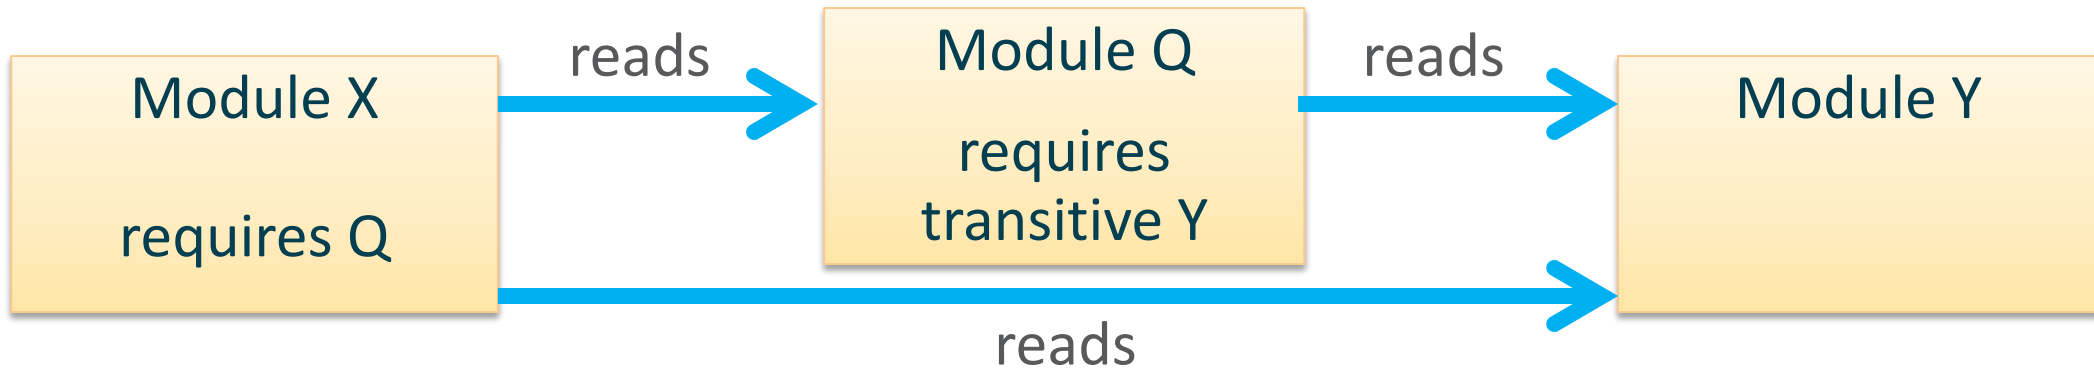 Module X
requires Q
reads
Module Q
requires
transitive Y
reads
Module Y
reads